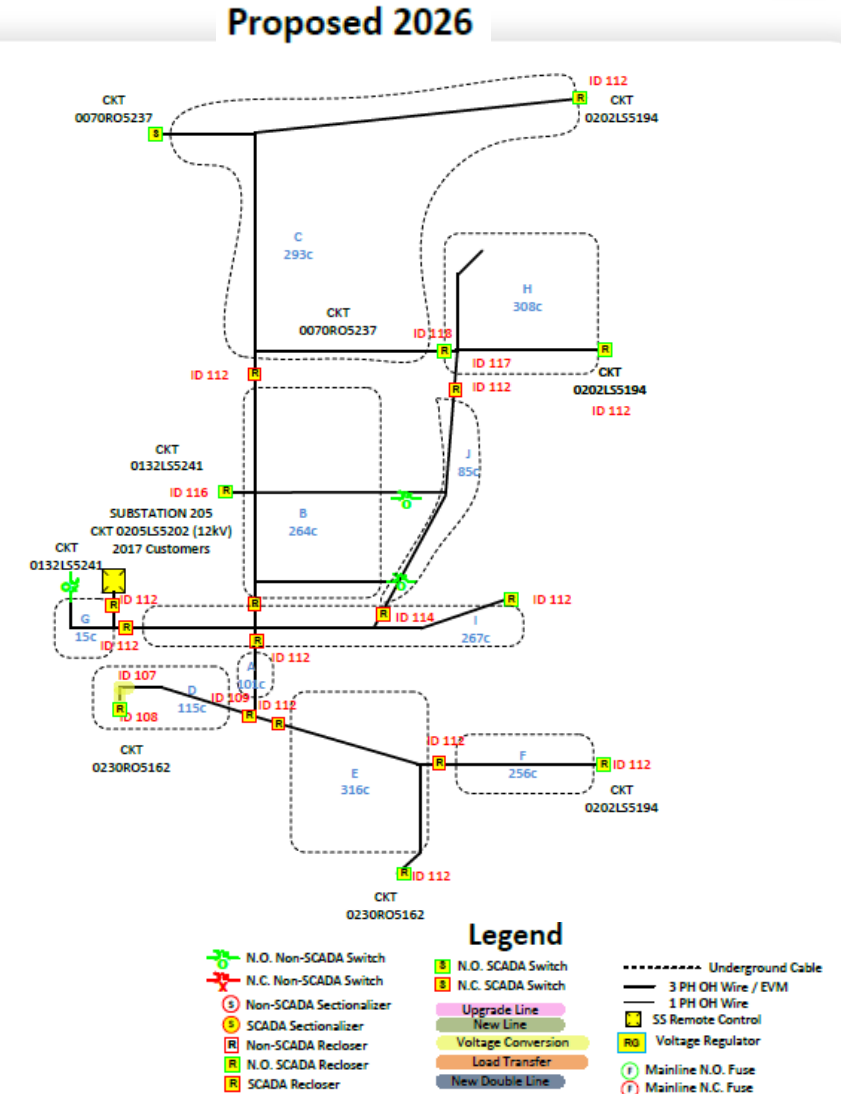 Proposed 2026
ID 112
CKT
0070RO5237
CKT
0202LS5194
S
R
C
293c
H
308c
CKT
0070RO5237
ID 118
R
R
ID 117
ID 112
R
R
ID 112
CKT
0202LS5194
ID 112
CKT
0132LS5241
J
85c
ID 116
R
SUBSTATION 205
CKT 0205LS5202 (12kV)
2017 Customers
B
264c
CKT
0132LS5241
R
ID 112
R
R
ID 112
G
15c
R
ID 112
R
ID 114
I
267c
R
ID 112
A
101c
ID 107
D
115c
ID 109
ID 112
R
ID 108
R
R
CKT
0230RO5162
ID 112
E
316c
R
F
256c
R
ID 112
CKT
0202LS5194
R
ID 112
CKT
0230RO5162
Legend
N.O. Non-SCADA Switch
N.C. Non-SCADA Switch
S
Non-SCADA Sectionalizer
S
SCADA Sectionalizer
R
Non-SCADA Recloser
R
N.O. SCADA Recloser
R
SCADA Recloser
S
N.O. SCADA Switch
S
N.C. SCADA Switch
Upgrade Line
New Line
Voltage Conversion
Load Transfer
New Double Line
Underground Cable
3 PH OH Wire / EVM
1 PH OH Wire
SS Remote Control
RG
Voltage Regulator
F
Mainline N.O. Fuse
F
Mainline N.C. Fuse